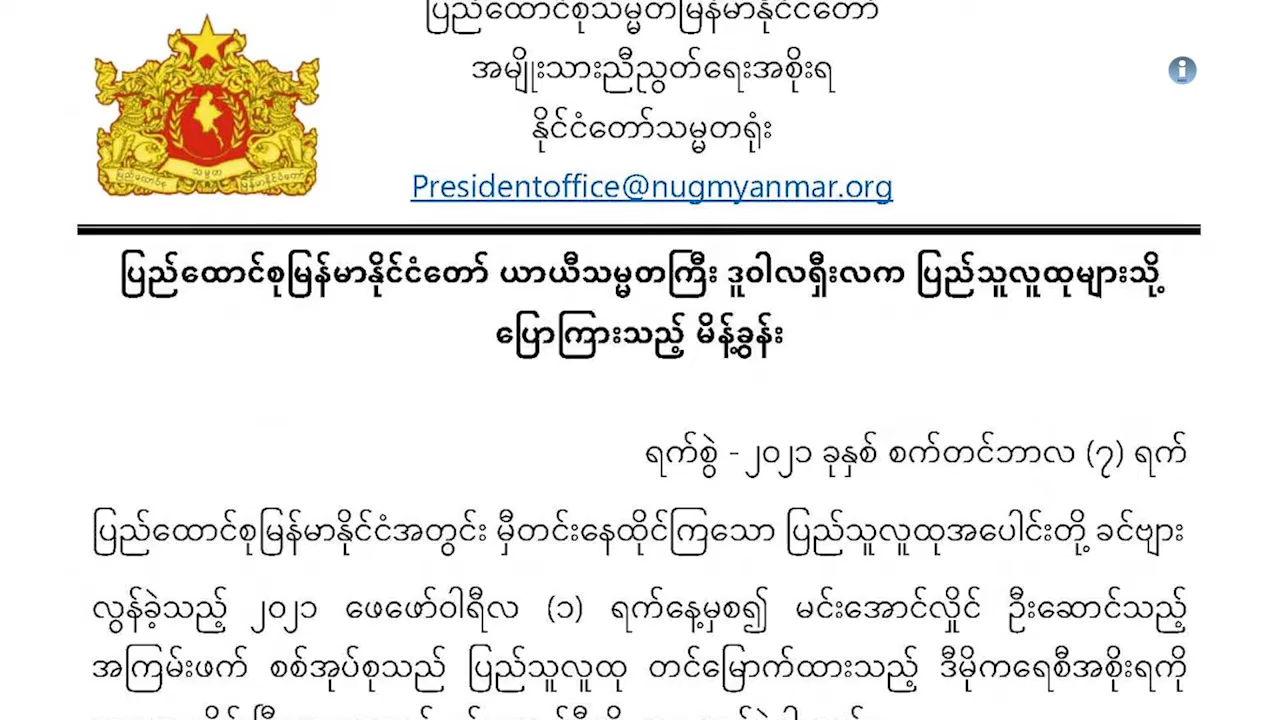 ပြည်ထောင်စုသမ္မတမြန်မာနိုင်ငံတော်
အမျိုးသားညီညွတ်ရေးအစိုးရ
နိုင်ငံတော်သမ္မတရုံး
Presidentoffice@nugmyanmar.org
ပြည်ထောင်စုမြန်မာနိုင်ငံတော် ယာယီသမ္မတကြီး ဒူဝါလရှီးလက ပြည်သူလူထုများသို့
ပြောကြားသည့် မိန့်ခွန်း
ရက်စွဲ - ၂၀၂၁ ခုနှစ် စက်တင်ဘာလ (၇) ရက်
ပြည်ထောင်စုမြန်မာနိုင်ငံအတွင်း မှီတင်းနေထိုင်ကြသော ပြည်သူလူထုအပေါင်းတို့ ခင်ဗျား
လွန်ခဲ့သည့် ၂၀၂၁ ဖေဖော်ဝါရီလ (၁) ရက်နေ့မှစ၍ မင်းအောင်လှိုင် ဦးဆောင်သည့်
အကြမ်းဖက် စစ်အုပ်စုသည် ပြည်သူလူထု တင်မြှောက်ထားသည့် ဒီမိုကရေစီအစိုးရကို